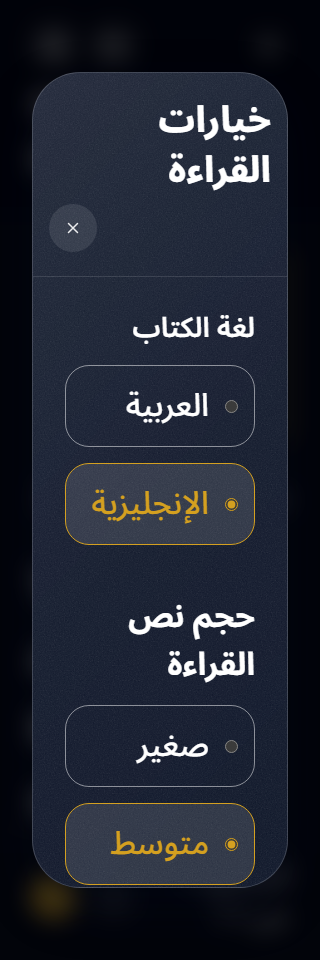 خيارات
القراءة
×
لغة الكتاب
العربية
الإنجليزية
حجم نص
القراءة
صغير
متوسط